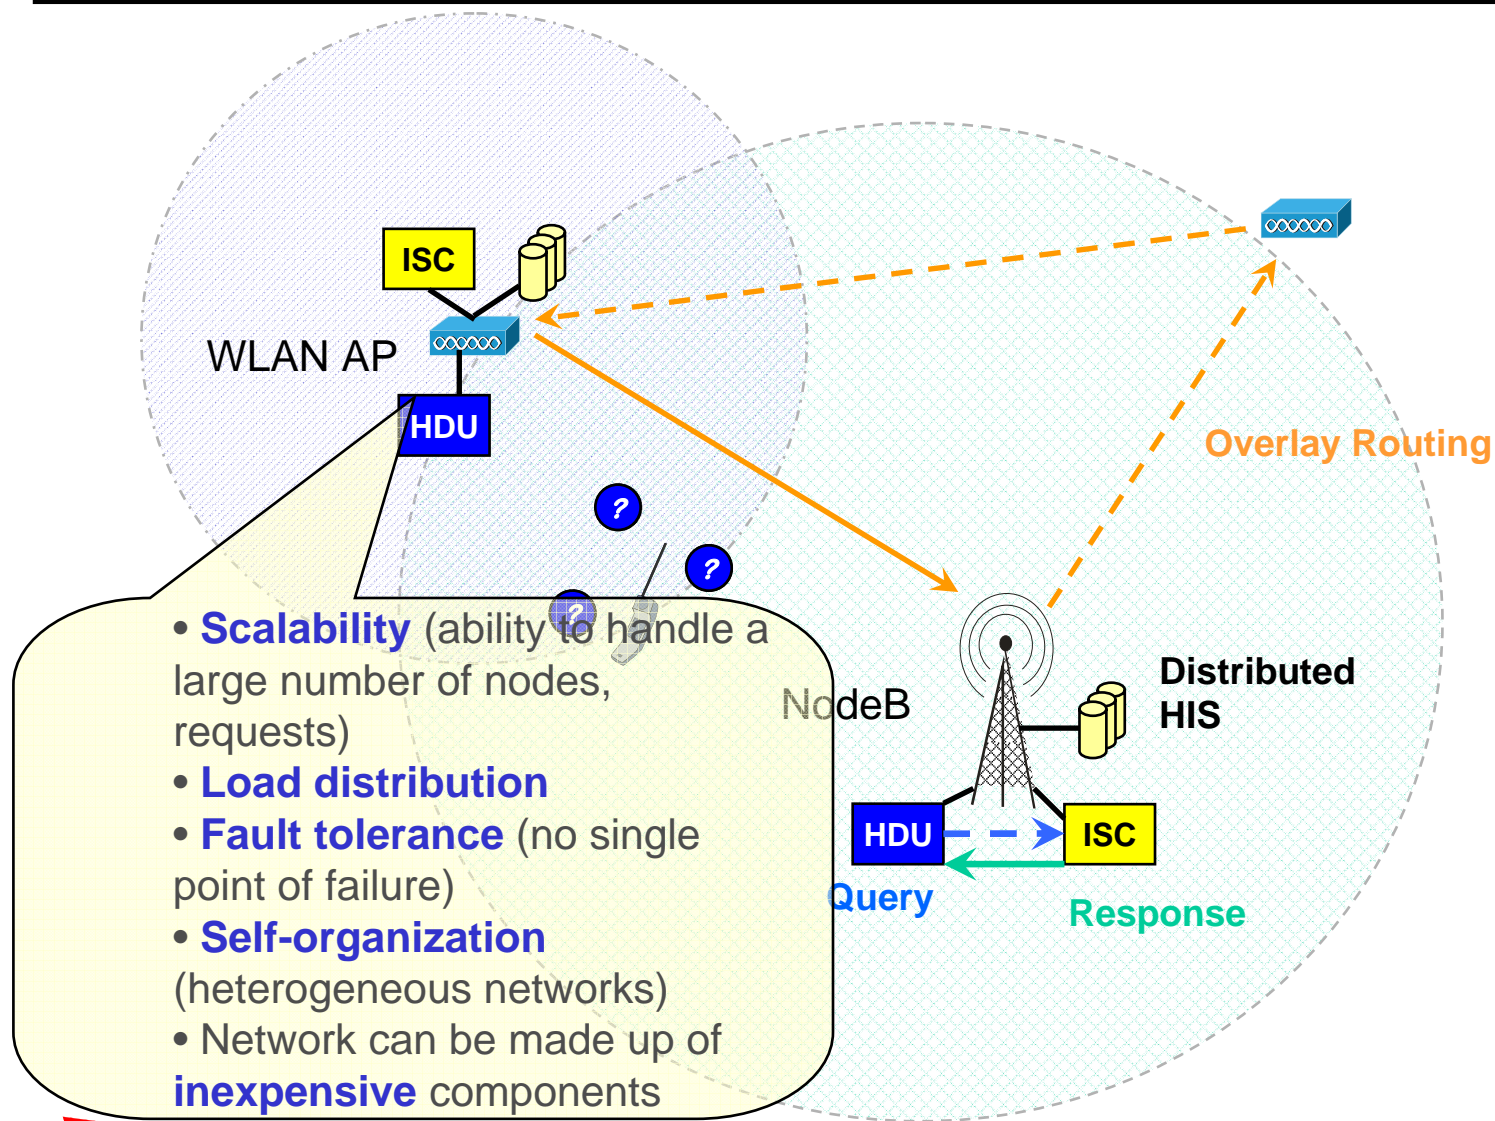 ISC
WLAN AP
HDU
Overlay Routing
?
?
?
• Scalability (ability to handle a
large number of nodes,
requests)
• Load distribution
• Fault tolerance (no single
point of failure)
• Self-organization
(heterogeneous networks)
• Network can be made up of
inexpensive components
NodeB
Distributed
HIS
HDU
ISC
Query
Response